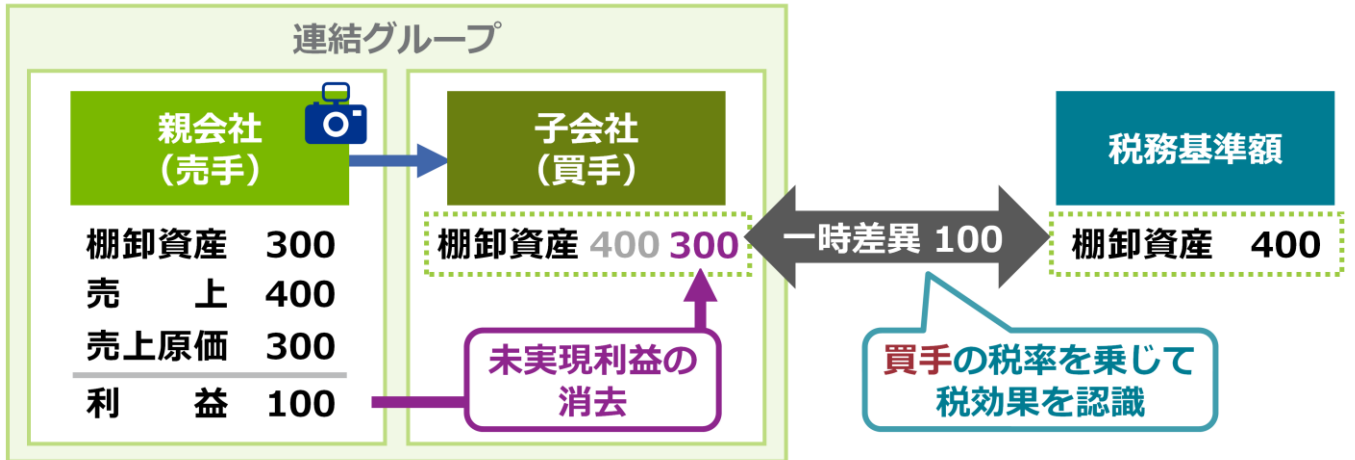 連結グループ
親会社
（売手）
子会社
（買手）
税務基準額
棚卸資産 300
売 上 400
売上原価 300
利 益 100
棚卸資産 400 300
一時差異 100
棚卸資産 400
未実現利益の
消去
買手の税率を乗じて
税効果を認識